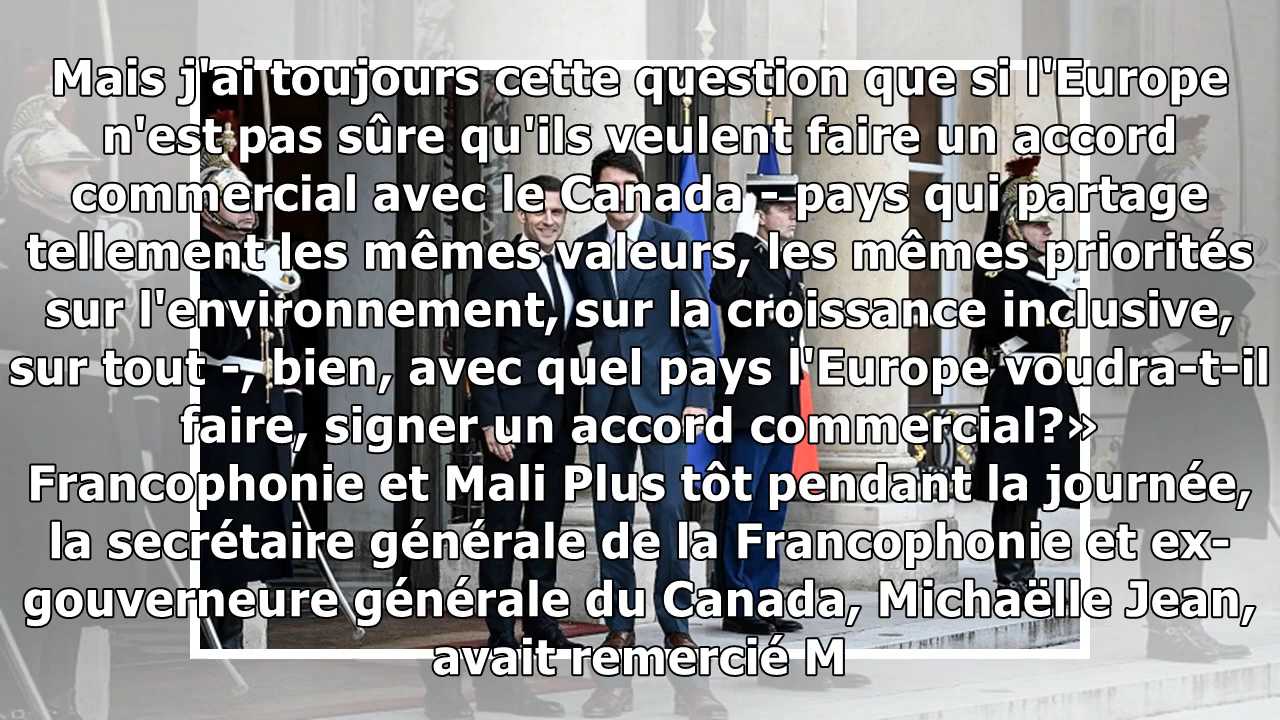 Mais j'ai toujours cette question que si l'Europe
n'est pas sûre qu'ils veulent faire un accord
commercial avec le Canada - pays qui partage
tellement les mêmes valeurs, les mêmes priorités
sur l'environnement, sur la croissance inclusive,
sur tout -, bien, avec quel pays l'Europe voudra-t-il
faire, signer un accord commercial?»
Francophonie et Mali Plus tôt pendant la journée,
la secrétaire générale de la Francophonie et ex-
gouverneure générale du Canada, Michaëlle Jean,
avait remercié M